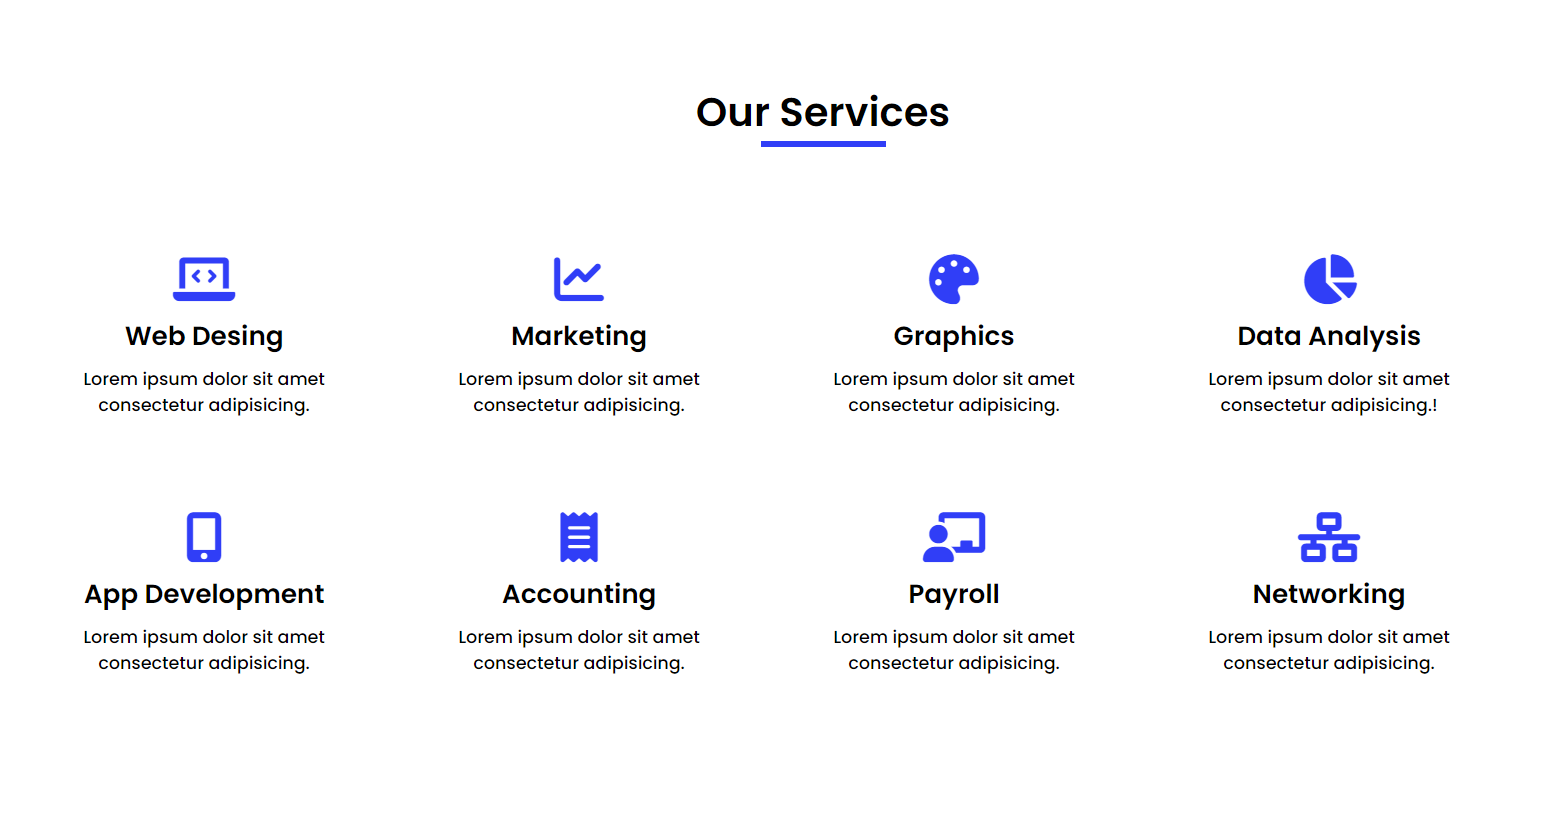 Our Services
Web Desing
Lorem ipsum dolor sit amet
consectetur adipisicing.
Marketing
Lorem ipsum dolor sit amet
consectetur adipisicing.
Graphics
Lorem ipsum dolor sit amet
consectetur adipisicing.
Data Analysis
Lorem ipsum dolor sit amet
consectetur adipisicing.!
App Development
Lorem ipsum dolor sit amet
consectetur adipisicing.
Accounting
Lorem ipsum dolor sit amet
consectetur adipisicing.
Payroll
Lorem ipsum dolor sit amet
consectetur adipisicing.
Networking
Lorem ipsum dolor sit amet
consectetur adipisicing.